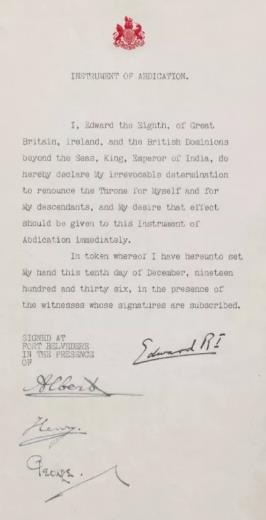 INSTRUMENT OF ABDICATION.
I, Edward the Eighth, of Great
Britain, Ireland, and the British Dominions
beyond the Seas, King, Emperor of India, do
hereby declare My irrevocable determination
to renounce the Throne for Myself and for
My descendants, and My desire that effect
should be given to this Instrument of
Abdication immediately.
In token whereof I have hereunto set
My hand this tenth day of December, nineteen
hundred and thirty six, in the presence of
the witnesses whose signatures are subscribed.
SIGNED AT
FORT BELVEDERE
IN THE PRESENCE
OF
Edward RI
Albert
Henry.
George.